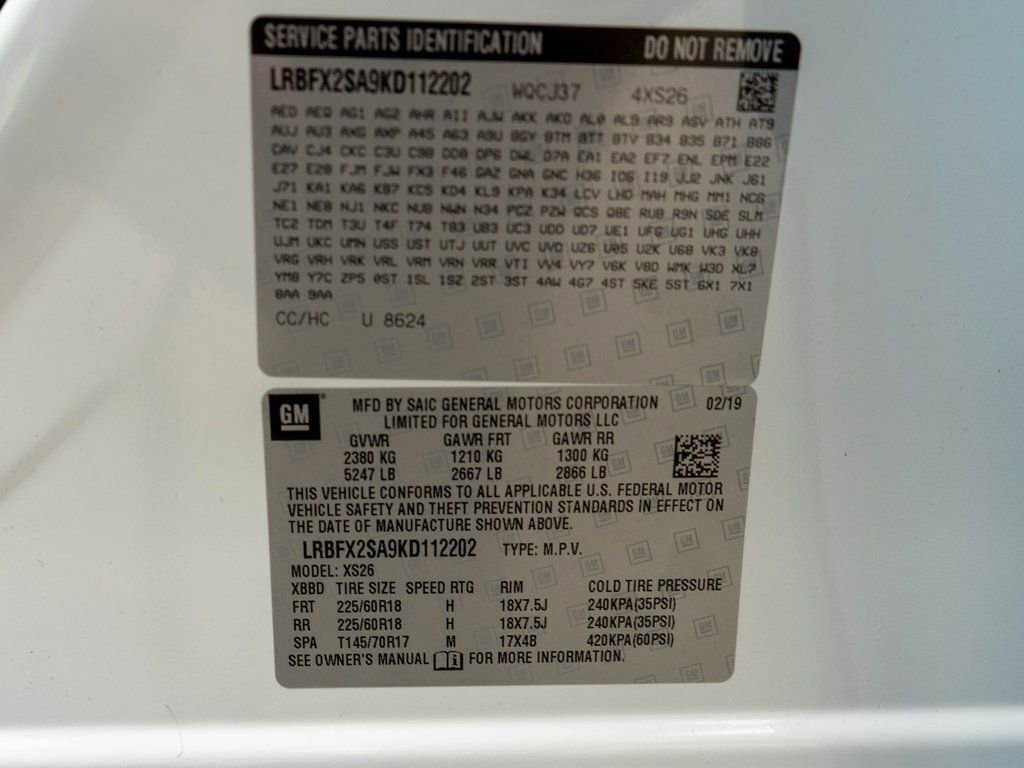 SERVICE PARTS IDENTIFICATION DO NOT REMOVE
LRBFX2SA9KD112202 WQCJ37 4XS26
AED AEQ AG1 AG2 AHR AII AJW AKK AKO AL0 AL9 AR9 ASV ATH AT9
AUJ AU3 AXG AXP A45 A63 A9U BGY BTM BTT BTV B34 B35 B71 B86
CAV CJ4 CKC C3U C9B DD8 DP6 DWL D7A EA1 EA2 EF7 ENL EPM E22
E27 E28 FJM FJW FX3 F46 GAZ GNA GNC H36 IO6 I19 JJ2 JNK J61
J71 KA1 KA6 KB7 KC5 KD4 KL9 KPA K34 LCV LHD MAH MHG MM1 NC6
NE1 NE8 NJ1 NKC NUB NWN N34 PCZ PZW QCS Q8E RU8 R9N SDE SLM
TC2 TDM T3U T4F T74 T83 UB3 UC3 UDD UD7 UE1 UFG UG1 UHG UHH
UJM UKC UMN USS UST UTJ UUT UVC UVD UZ6 U05 U2K U68 VK3 VK8
VRG VRH VRK VRL VRM VRN VRR VTI VV4 VY7 V6K V8D WMK W3D XL7
YM8 Y7C ZPS 0ST 1SL 1SZ 2ST 3ST 4AW 4G7 4ST 5KE 5ST 6X1 7X1
8AA 9AA
CC/HC U 8624
GM MFD BY SAIC GENERAL MOTORS CORPORATION 02/19
LIMITED FOR GENERAL MOTORS LLC
GVWR GAWR FRT GAWR RR
2380 KG 1210 KG 1300 KG
5247 LB 2667 LB 2866 LB
THIS VEHICLE CONFORMS TO ALL APPLICABLE U.S. FEDERAL MOTOR
VEHICLE SAFETY AND THEFT PREVENTION STANDARDS IN EFFECT ON
THE DATE OF MANUFACTURE SHOWN ABOVE.
LRBFX2SA9KD112202 TYPE: M.P.V.
MODEL: XS26
XBBD TIRE SIZE SPEED RTG RIM COLD TIRE PRESSURE
FRT 225/60R18 H 18X7.5J 240KPA(35PSI)
RR 225/60R18 H 18X7.5J 240KPA(35PSI)
SPA T145/70R17 M 17X4B 420KPA(60PSI)
SEE OWNER'S MANUAL FOR MORE INFORMATION.